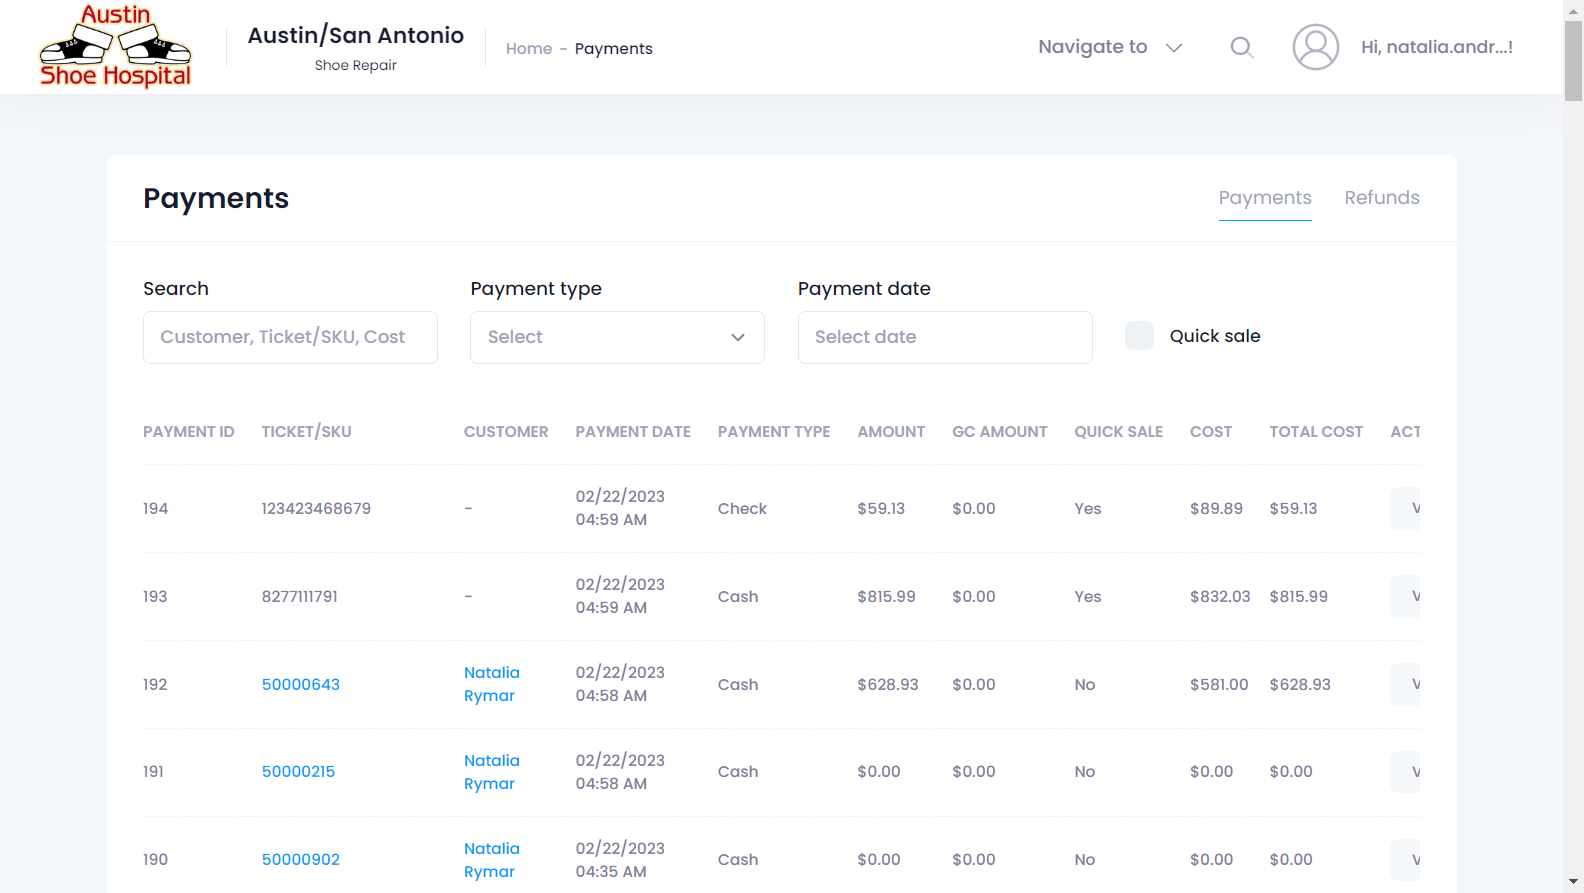 Austin
Shoe Hospital
Austin/San Antonio
Shoe Repair
Home - Payments
Navigate to
Hi, natalia.andr...!
Payments
Payments Refunds
Search Payment type Payment date
Customer, Ticket/SKU, Cost Select Select date Quick sale
PAYMENT ID TICKET/SKU CUSTOMER PAYMENT DATE PAYMENT TYPE AMOUNT GC AMOUNT QUICK SALE COST TOTAL COST ACT
194 123423468679 - 02/22/2023 04:59 AM Check $59.13 $0.00 Yes $89.89 $59.13 V
193 8277111791 - 02/22/2023 04:59 AM Cash $815.99 $0.00 Yes $832.03 $815.99 V
192 50000643 Natalia Rymar 02/22/2023 04:58 AM Cash $628.93 $0.00 No $581.00 $628.93 V
191 50000215 Natalia Rymar 02/22/2023 04:58 AM Cash $0.00 $0.00 No $0.00 $0.00 V
190 50000902 Natalia Rymar 02/22/2023 04:35 AM Cash $0.00 $0.00 No $0.00 $0.00 V